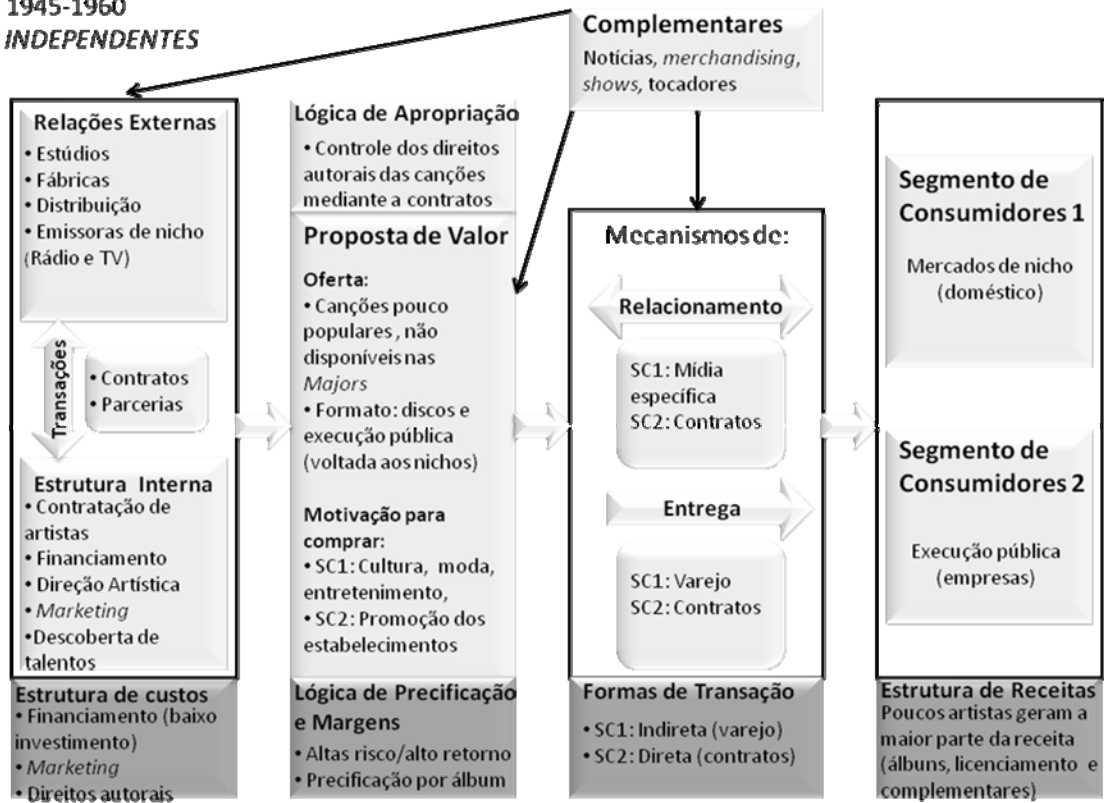 1945-1960
INDEPENDENTES
Complementares
Notícias, merchandising,
shows, tocadores
Relações Externas
• Estúdios
• Fábricas
• Distribuição
• Emissoras de nicho
(Rádio e TV)
Transações
• Contratos
• Parcerias
Estrutura Interna
• Contratação de
artistas
• Financiamento
• Direção Artística
• Marketing
•Descoberta de
talentos
Estrutura de custos
• Financiamento (baixo
investimento)
• Marketing
• Direitos autorais
Lógica de Apropriação
• Controle dos direitos
autorais das canções
mediante a contratos
Proposta de Valor
Oferta:
• Canções pouco
populares , não
disponíveis nas
Majors
• Formato: discos e
execução pública
(voltada aos nichos)
Motivação para
comprar:
• SC1: Cultura, moda,
entretenimento,
• SC2: Promoção dos
estabelecimentos
Lógica de Precificação
e Margens
• Altas risco/alto retorno
• Precificação por álbum
Mecanismos de:
Relacionamento
SC1: Mídia
específica
SC2: Contratos
Entrega
SC1: Varejo
SC2: Contratos
Formas de Transação
• SC1: Indireta (varejo)
• SC2: Direta (contratos)
Segmento de
Consumidores 1
Mercados de nicho
(doméstico)
Segmento de
Consumidores 2
Execução pública
(empresas)
Estrutura de Receitas
Poucos artistas geram a
maior parte da receita
(álbuns, licenciamento e
complementares)